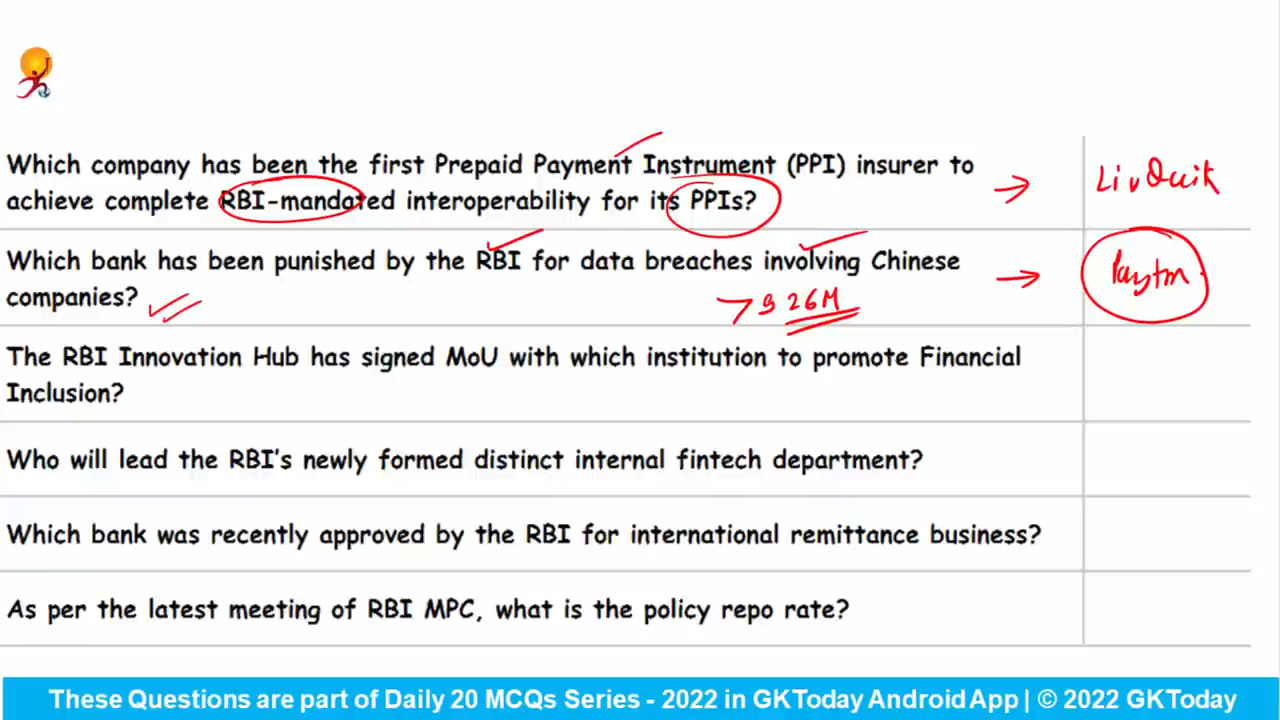 Which company has been the first Prepaid Payment Instrument (PPI) insurer to
achieve complete RBI-mandated interoperability for its PPIs?
LivQuik
Which bank has been punished by the RBI for data breaches involving Chinese
companies?
26M
Paytm
The RBI Innovation Hub has signed MoU with which institution to promote Financial
Inclusion?
Who will lead the RBI's newly formed distinct internal fintech department?
Which bank was recently approved by the RBI for international remittance business?
As per the latest meeting of RBI MPC, what is the policy repo rate?
These Questions are part of Daily 20 MCQs Series - 2022 in GKToday Android App | © 2022 GKToday